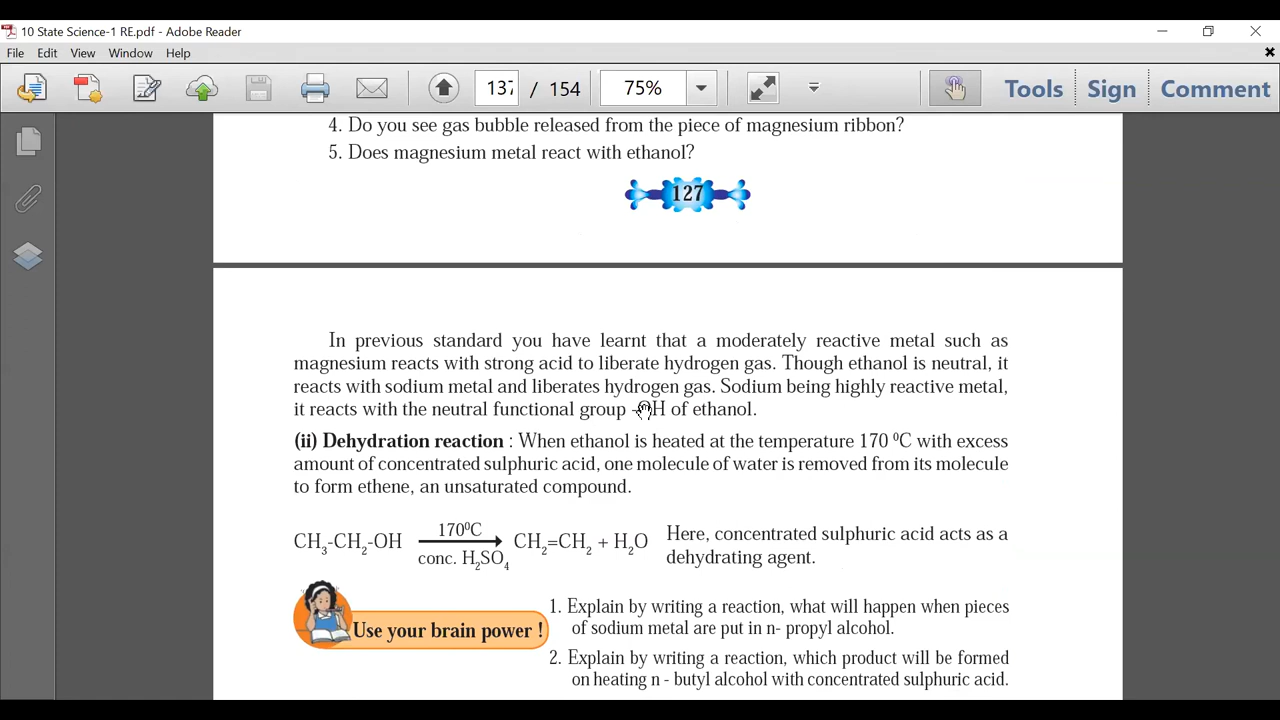 10 State Science-1 RE.pdf - Adobe Reader
File Edit View Window Help
137 / 154 75% Tools Sign Comment
4. Do you see gas bubble released from the piece of magnesium ribbon?
5. Does magnesium metal react with ethanol?
127
In previous standard you have learnt that a moderately reactive metal such as
magnesium reacts with strong acid to liberate hydrogen gas. Though ethanol is neutral, it
reacts with sodium metal and liberates hydrogen gas. Sodium being highly reactive metal,
it reacts with the neutral functional group -OH of ethanol.
(ii) Dehydration reaction : When ethanol is heated at the temperature 170 ⁰C with excess
amount of concentrated sulphuric acid, one molecule of water is removed from its molecule
to form ethene, an unsaturated compound.
170⁰C
CH₃-CH₂-OH CH₂=CH₂ + H₂O
conc. H₂SO₄
Here, concentrated sulphuric acid acts as a
dehydrating agent.
Use your brain power !
1. Explain by writing a reaction, what will happen when pieces
of sodium metal are put in n- propyl alcohol.
2. Explain by writing a reaction, which product will be formed
on heating n - butyl alcohol with concentrated sulphuric acid.